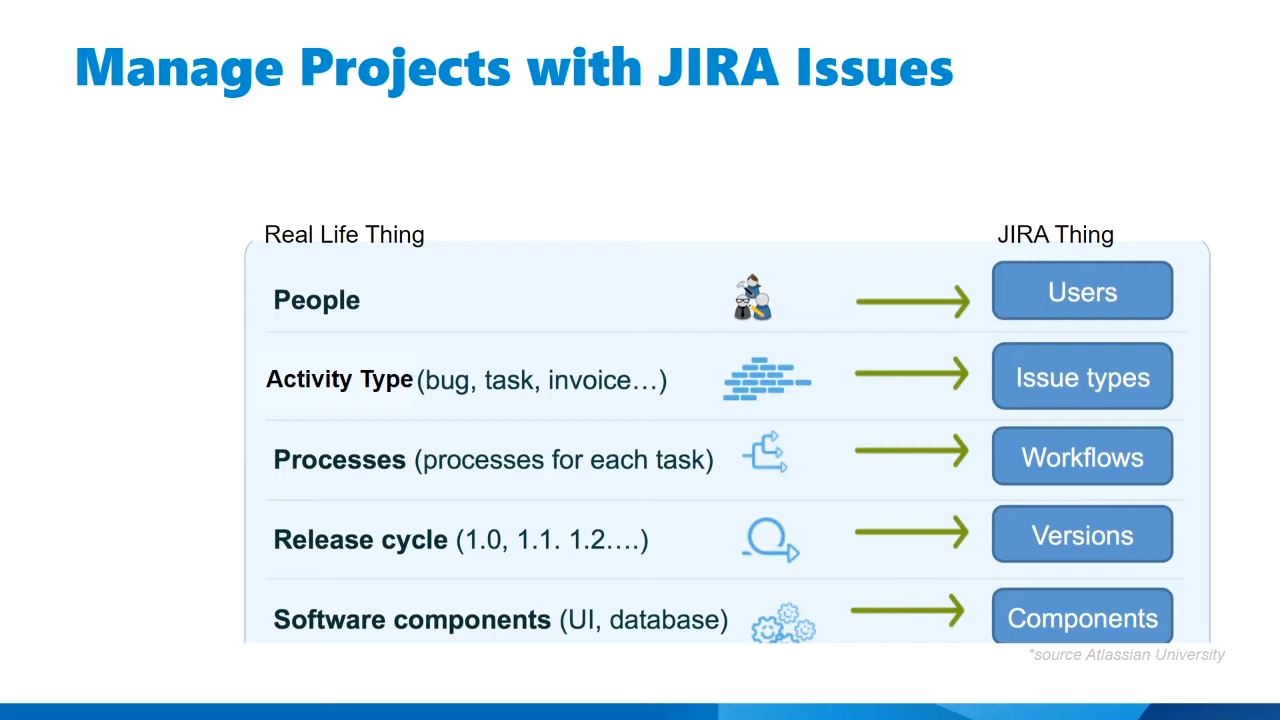 Manage Projects with JIRA Issues
Real Life Thing JIRA Thing
People Users
Activity Type (bug, task, invoice…) Issue types
Processes (processes for each task) Workflows
Release cycle (1.0, 1.1. 1.2….) Versions
Software components (UI, database) Components
*source Atlassian University